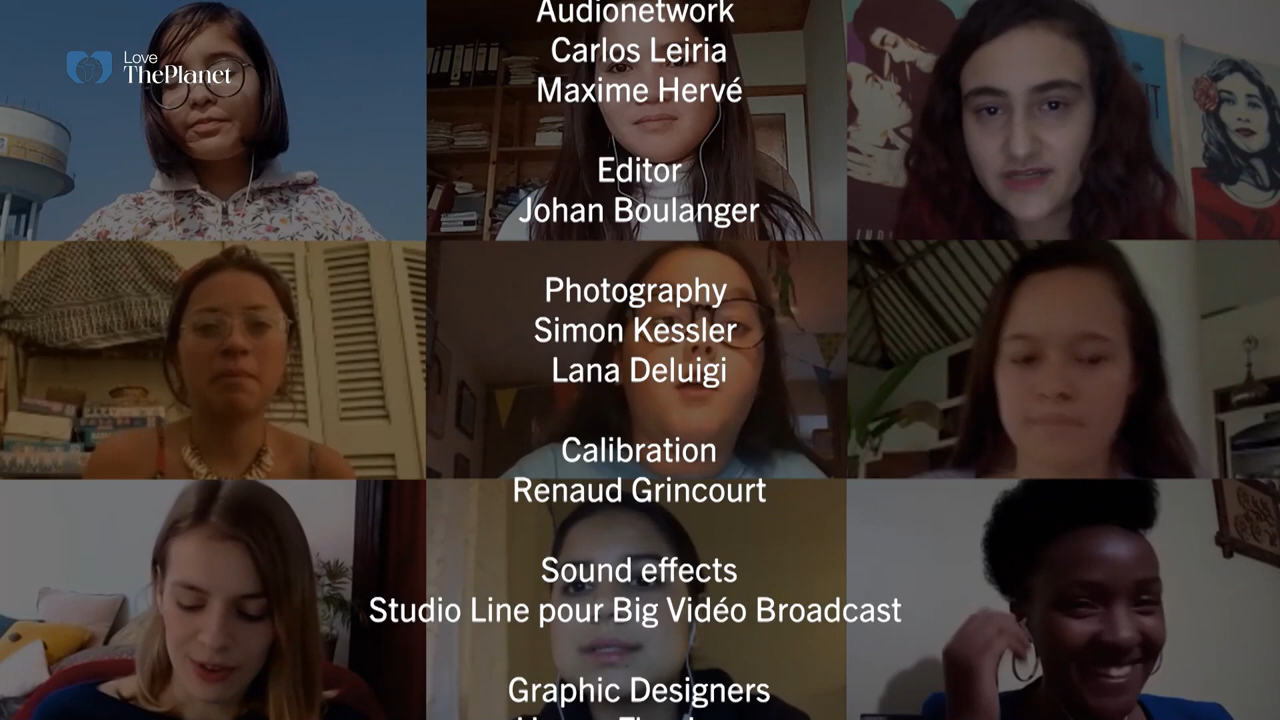 Love
ThePlanet
Audionetwork
Carlos Leiria
Maxime Hervé
Editor
Johan Boulanger
Photography
Simon Kessler
Lana Deluigi
Calibration
Renaud Grincourt
Sound effects
Studio Line pour Big Vidéo Broadcast
Graphic Designers